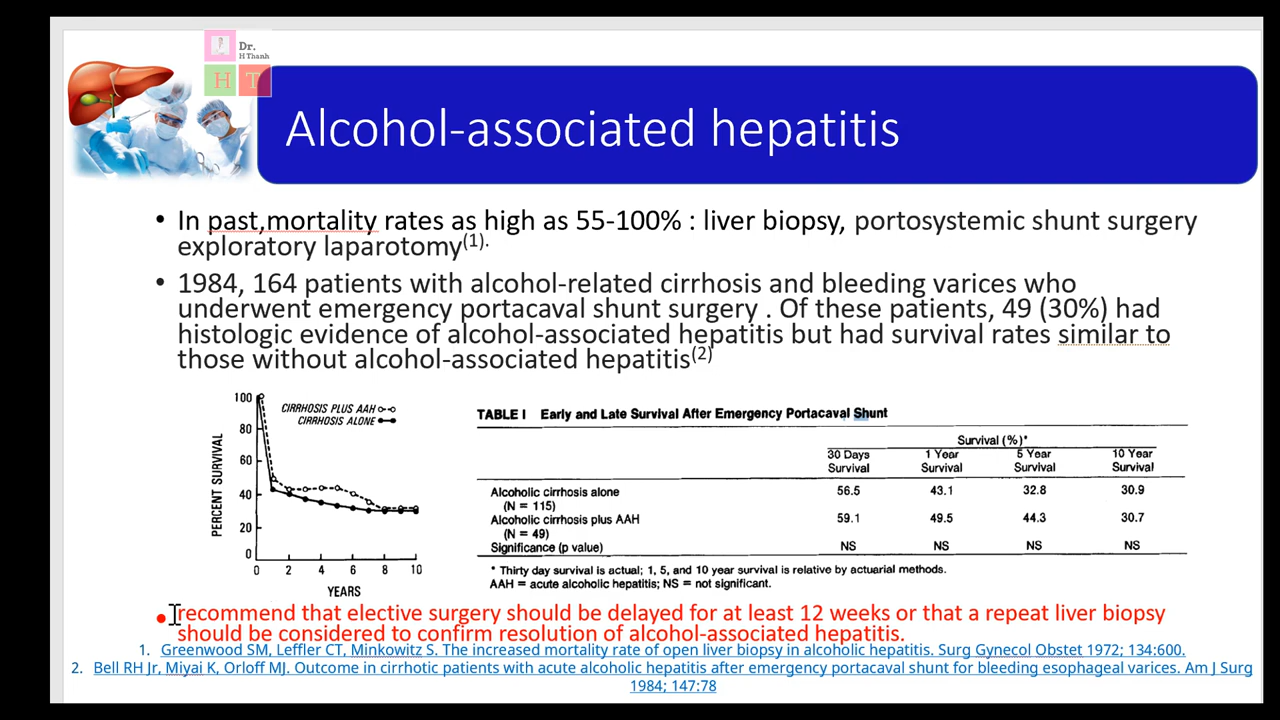 Dr.
H Thanh
H T
Alcohol-associated hepatitis
• In past,mortality rates as high as 55-100% : liver biopsy, portosystemic shunt surgery
exploratory laparotomy(1).
• 1984, 164 patients with alcohol-related cirrhosis and bleeding varices who
underwent emergency portacaval shunt surgery . Of these patients, 49 (30%) had
histologic evidence of alcohol-associated hepatitis but had survival rates similar to
those without alcohol-associated hepatitis(2)
PERCENT SURVIVAL
100
80
60
40
20
0
CIRRHOSIS PLUS AAH
CIRRHOSIS ALONE
0 2 4 6 8 10
YEARS
TABLE I Early and Late Survival After Emergency Portacaval Shunt
Survival (%)*
30 Days 1 Year 5 Year 10 Year
Survival Survival Survival Survival
Alcoholic cirrhosis alone 56.5 43.1 32.8 30.9
(N = 115)
Alcoholic cirrhosis plus AAH 59.1 49.5 44.3 30.7
(N = 49)
Significance (p value) NS NS NS NS
* Thirty day survival is actual; 1, 5, and 10 year survival is relative by actuarial methods.
AAH = acute alcoholic hepatitis; NS = not significant.
• recommend that elective surgery should be delayed for at least 12 weeks or that a repeat liver biopsy
should be considered to confirm resolution of alcohol-associated hepatitis.
1. Greenwood SM, Leffler CT, Minkowitz S. The increased mortality rate of open liver biopsy in alcoholic hepatitis. Surg Gynecol Obstet 1972; 134:600.
2. Bell RH Jr, Miyai K, Orloff MJ. Outcome in cirrhotic patients with acute alcoholic hepatitis after emergency portacaval shunt for bleeding esophageal varices. Am J Surg
1984; 147:78